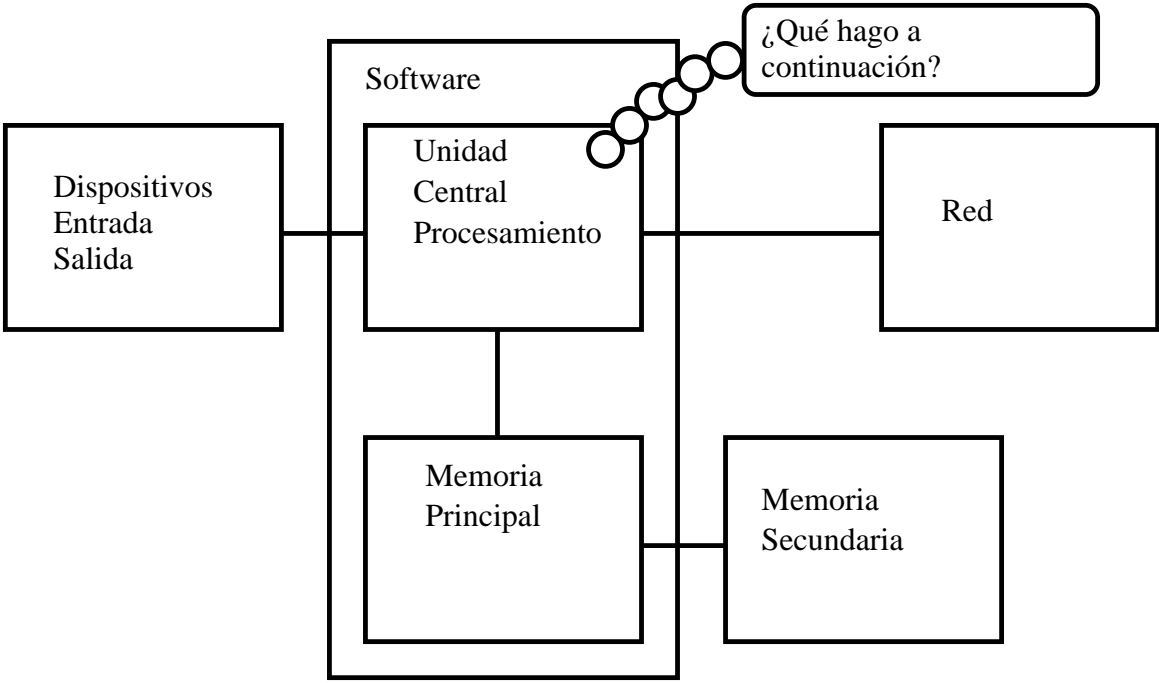 ¿Qué hago a
continuación?
Software
Unidad
Central
Procesamiento
Dispositivos
Entrada
Salida
Red
Memoria
Principal
Memoria
Secundaria